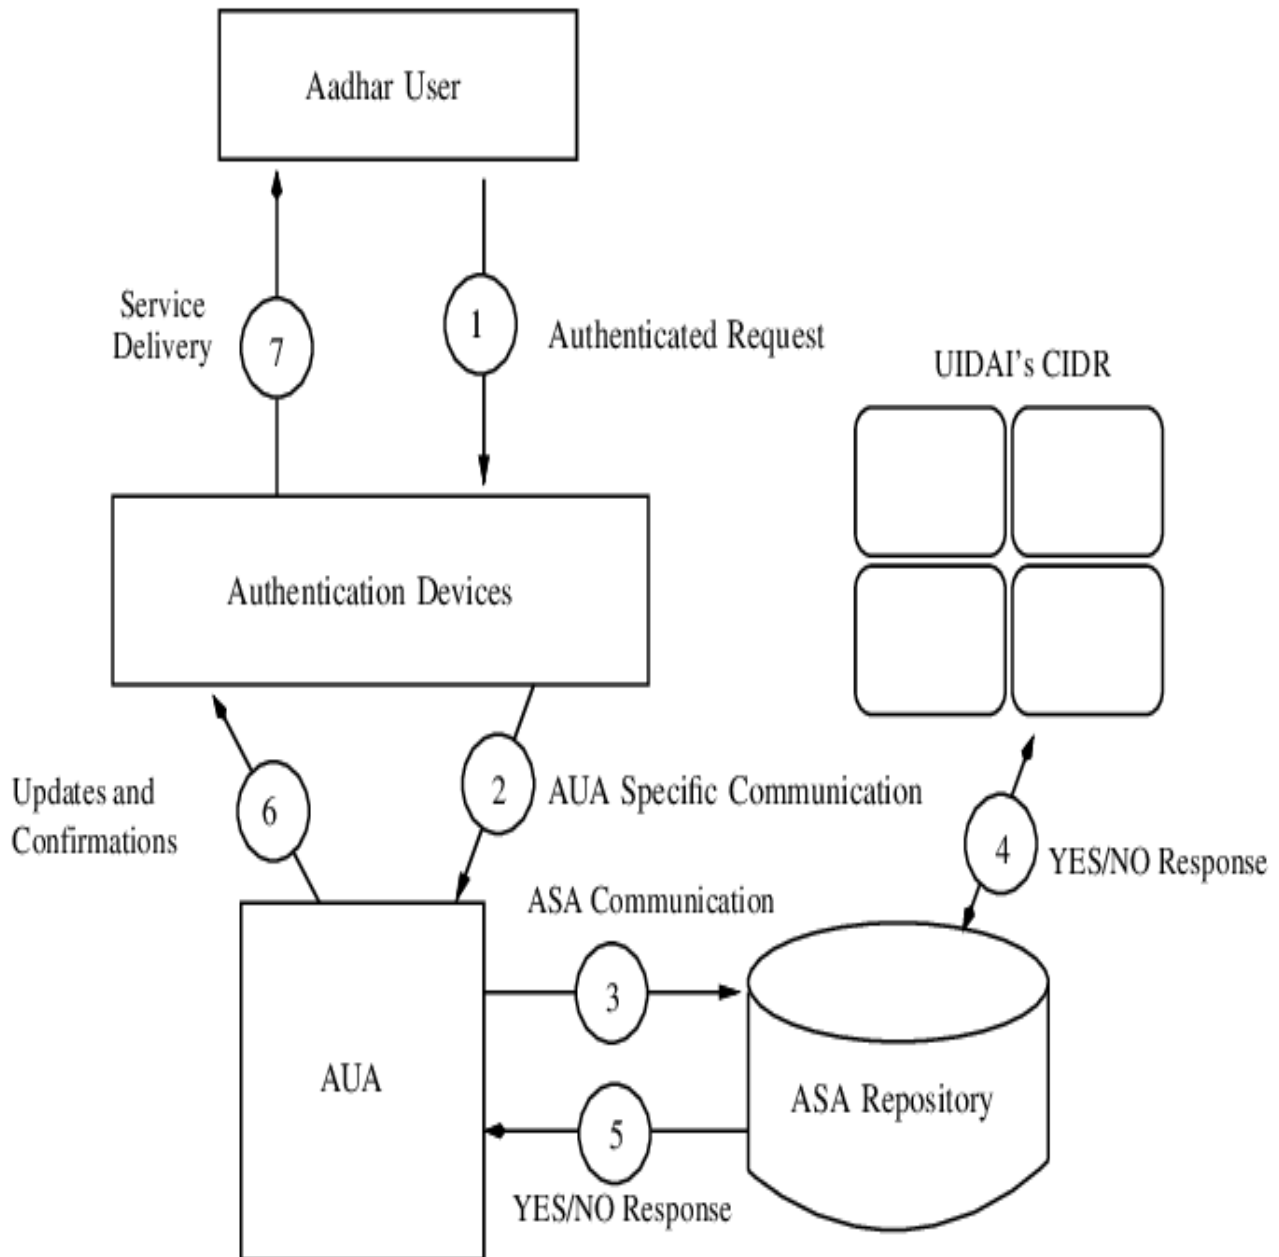 Aadhar User
Service
Delivery
7
1
Authenticated Request
UIDAI's CIDR
Authentication Devices
Updates and
Confirmations
6
2
AUA Specific Communication
4
YES/NO Response
ASA Communication
3
AUA
ASA Repository
5
YES/NO Response